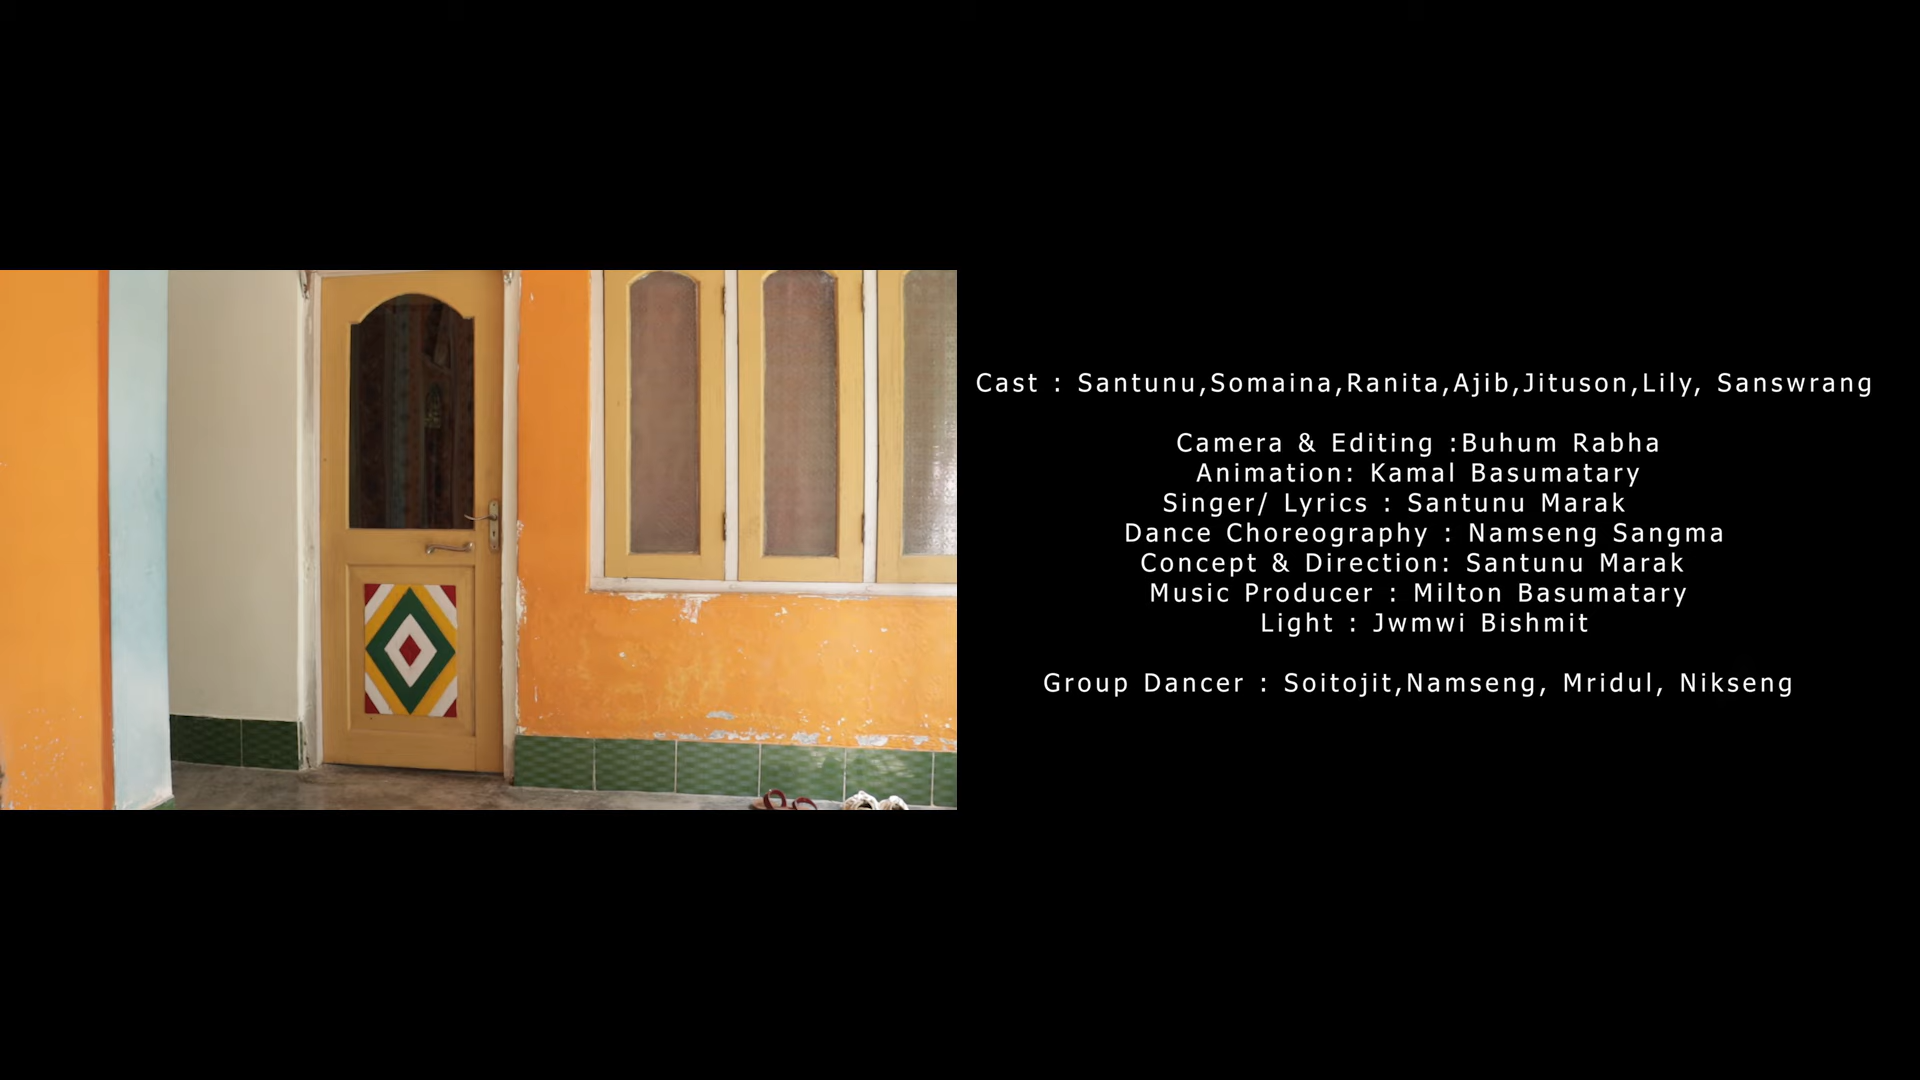 Cast : Santunu,Somaina,Ranita,Ajib,Jituson,Lily, Sanswrang
Camera & Editing :Buhum Rabha
Animation: Kamal Basumatary
Singer/ Lyrics : Santunu Marak
Dance Choreography : Namseng Sangma
Concept & Direction: Santunu Marak
Music Producer : Milton Basumatary
Light : Jwmwi Bishmit
Group Dancer : Soitojit,Namseng, Mridul, Nikseng